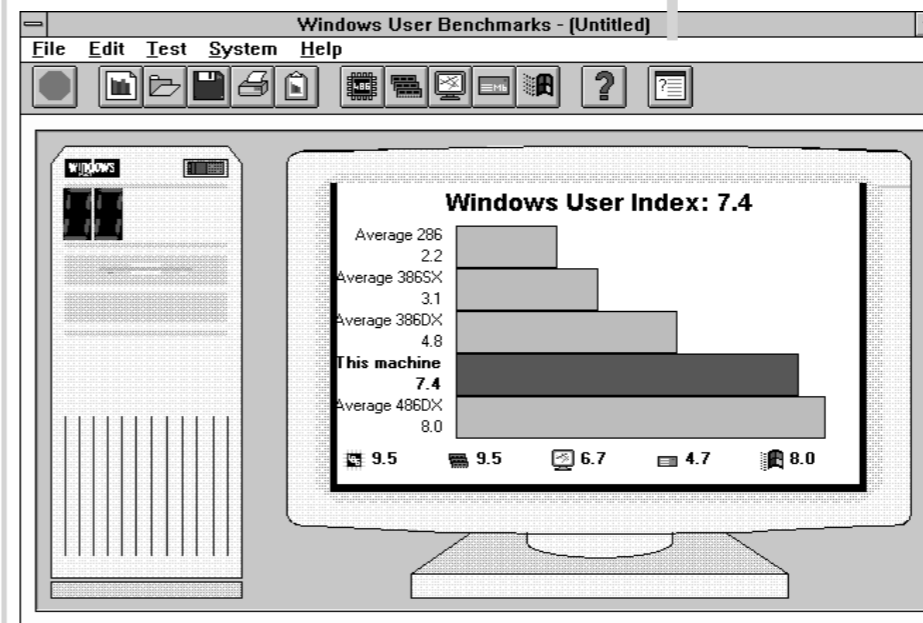 Windows User Benchmarks - (Untitled)
File Edit Test System Help
windows
Windows User Index: 7.4
Average 286
2.2
Average 386SX
3.1
Average 386DX
4.8
This machine
7.4
Average 486DX
8.0
9.5 9.5 6.7 4.7 8.0